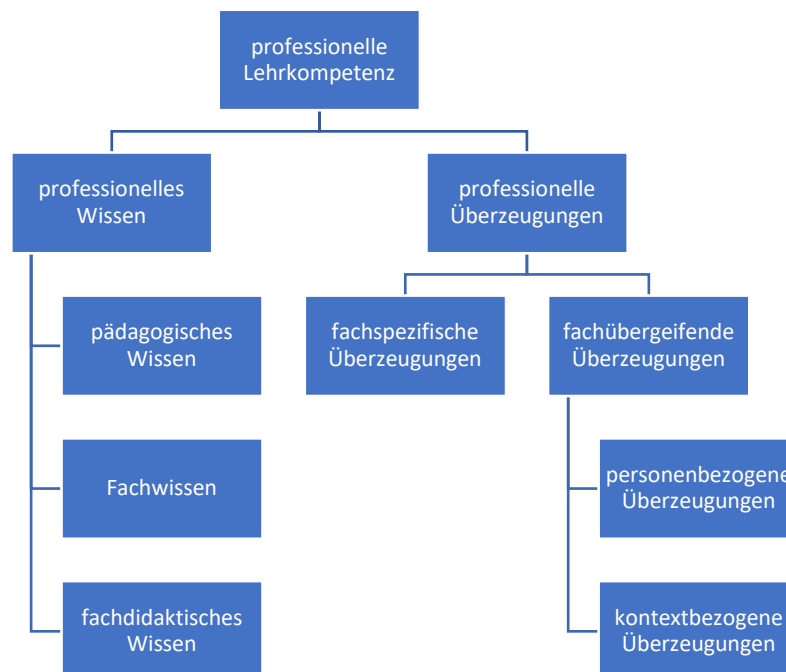 professionelle
Lehrkompetenz
professionelles
Wissen
professionelle
Überzeugungen
pädagogisches
Wissen
fachspezifische
Überzeugungen
fachübergeifende
Überzeugungen
Fachwissen
personenbezogene
Überzeugungen
fachdidaktisches
Wissen
kontextbezogene
Überzeugungen